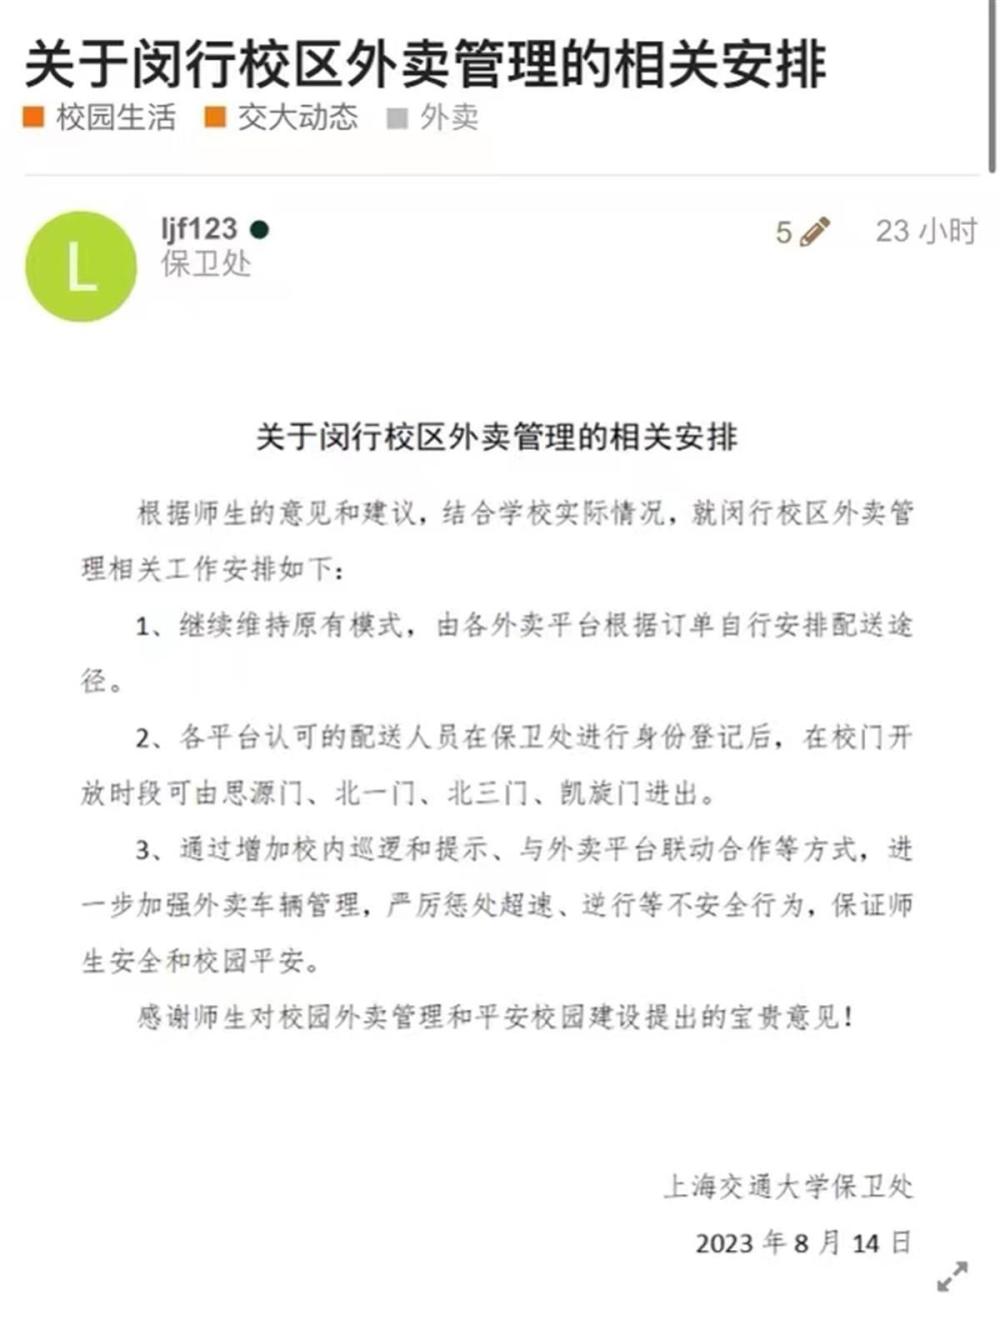 关于闵行校区外卖管理的相关安排
校园生活 交大动态 外卖
L
ljf123
5 23 小时
保卫处
关于闵行校区外卖管理的相关安排
根据师生的意见和建议，结合学校实际情况，就闵行校区外卖管
理相关工作安排如下：
1、继续维持原有模式，由各外卖平台根据订单自行安排配送途
径。
2、各平台认可的配送人员在保卫处进行身份登记后，在校门开
放时段可由思源门、北一门、北三门、凯旋门进出。
3、通过增加校内巡逻和提示、与外卖平台联动合作等方式，进
一步加强外卖车辆管理，严厉惩处超速、逆行等不安全行为，保证师
生安全和校园平安。
感谢师生对校园外卖管理和平安校园建设提出的宝贵意见！
上海交通大学保卫处
2023 年 8 月 14 日